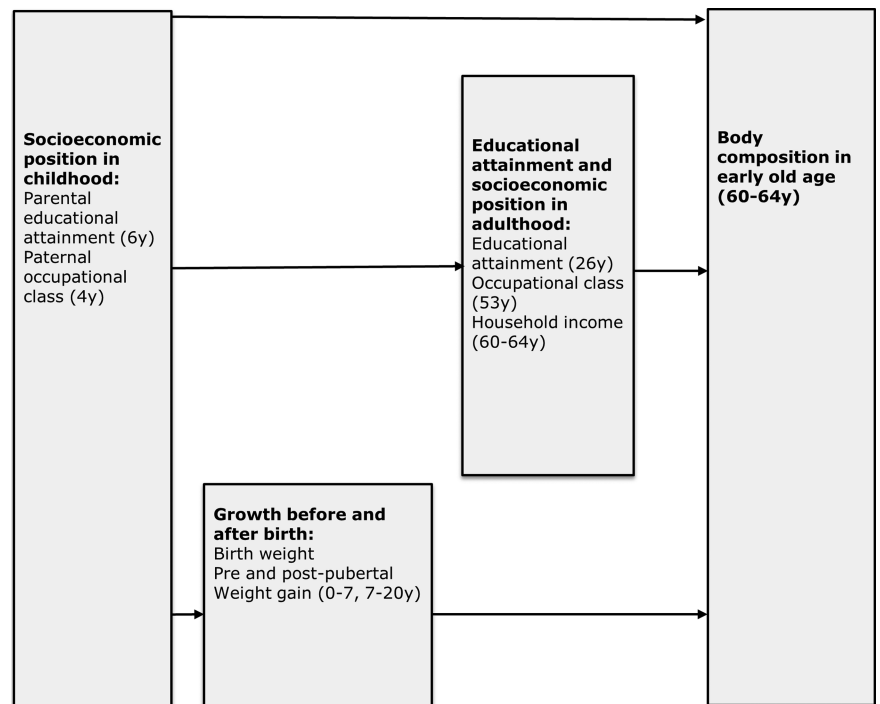 Socioeconomic
position in
childhood:
Parental
educational
attainment (6y)
Paternal
occupational
class (4y)
Educational
attainment and
socioeconomic
position in
adulthood:
Educational
attainment (26y)
Occupational class
(53y)
Household income
(60-64y)
Body
composition in
early old age
(60-64y)
Growth before and
after birth:
Birth weight
Pre and post-pubertal
Weight gain (0-7, 7-20y)